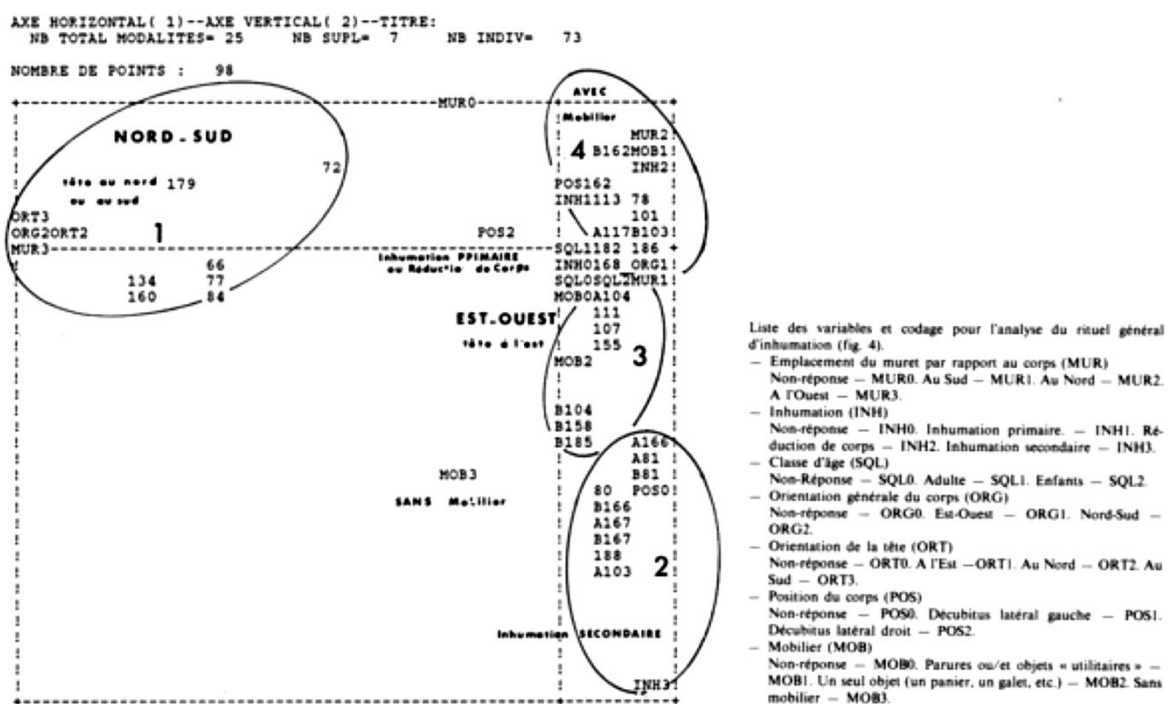 AXE HORIZONTAL( 1)--AXE VERTICAL( 2)--TITRE:
NB TOTAL MODALITES= 25 NB SUPL= 7 NB INDIV= 73
NOMBRE DE POINTS : 98
AVEC
MUR0
Mobilier
NORD - SUD
MUR2
4 B162MOB1
72 INH2
tête au nord 179
POS162
ou au sud
INH1113 78
ORT3 101
ORG2ORT2 1 POS2 A117B103
MUR3 SQL1182 186
Inhumation PPIMAIRE
66 ou Réductio de Corps INH0168 ORG1
134 77 SQL0SQL2MUR1
160 84 MOB0A104
EST-OUEST 111
107
tête à l'est 155 3
MOB2
B104
B158
B185 A166
A81
MOB3 B81
80 POS0
SANS Mobilier
B166
A167
B167
188
A103 2
Inhumation SECONDAIRE
INH3
Liste des variables et codage pour l'analyse du rituel général
d'inhumation (fig. 4).
— Emplacement du muret par rapport au corps (MUR)
Non-réponse — MUR0. Au Sud — MUR1. Au Nord — MUR2.
A l'Ouest — MUR3.
— Inhumation (INH)
Non-réponse — INH0. Inhumation primaire. — INH1. Ré-
duction de corps — INH2. Inhumation secondaire — INH3.
— Classe d'âge (SQL)
Non-Réponse — SQL0. Adulte — SQL1. Enfants — SQL2.
— Orientation générale du corps (ORG)
Non-réponse — ORG0. Est-Ouest — ORG1. Nord-Sud —
ORG2.
— Orientation de la tête (ORT)
Non-réponse — ORT0. A l'Est —ORT1. Au Nord — ORT2. Au
Sud — ORT3.
— Position du corps (POS)
Non-réponse — POS0. Décubitus latéral gauche — POS1.
Décubitus latéral droit — POS2.
— Mobilier (MOB)
Non-réponse — MOB0. Parures ou/et objets « utilitaires » —
MOB1. Un seul objet (un panier, un galet, etc.) — MOB2. Sans
mobilier — MOB3.